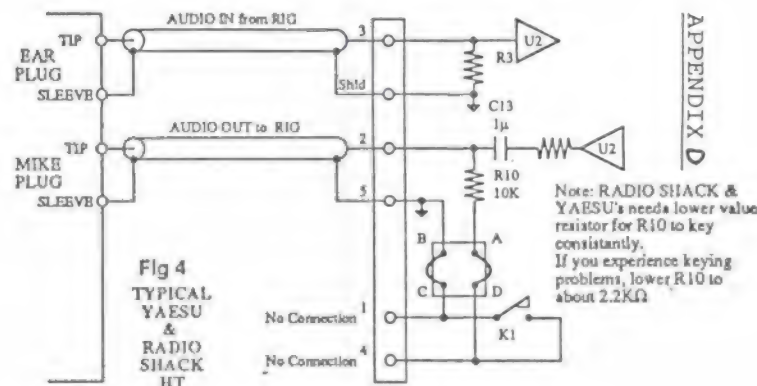 AUDIO IN from RIG
TIP
EAR
PLUG
SLEEVE
3
Shld
R3
U2
AUDIO OUT to RIG
TIP
MIKE
PLUG
SLEEVE
2
5
C13
1μ
U2
R10
10K
B
A
C
D
No Connection
1
K1
No Connection
4
Fig 4
TYPICAL
YAESU
&
RADIO
SHACK
HT
APPENDIX D
Note: RADIO SHACK &
YAESU's needs lower value
resistor for R10 to key
consistantly.
If you experience keying
problems, lower R10 to
about 2.2KΩ